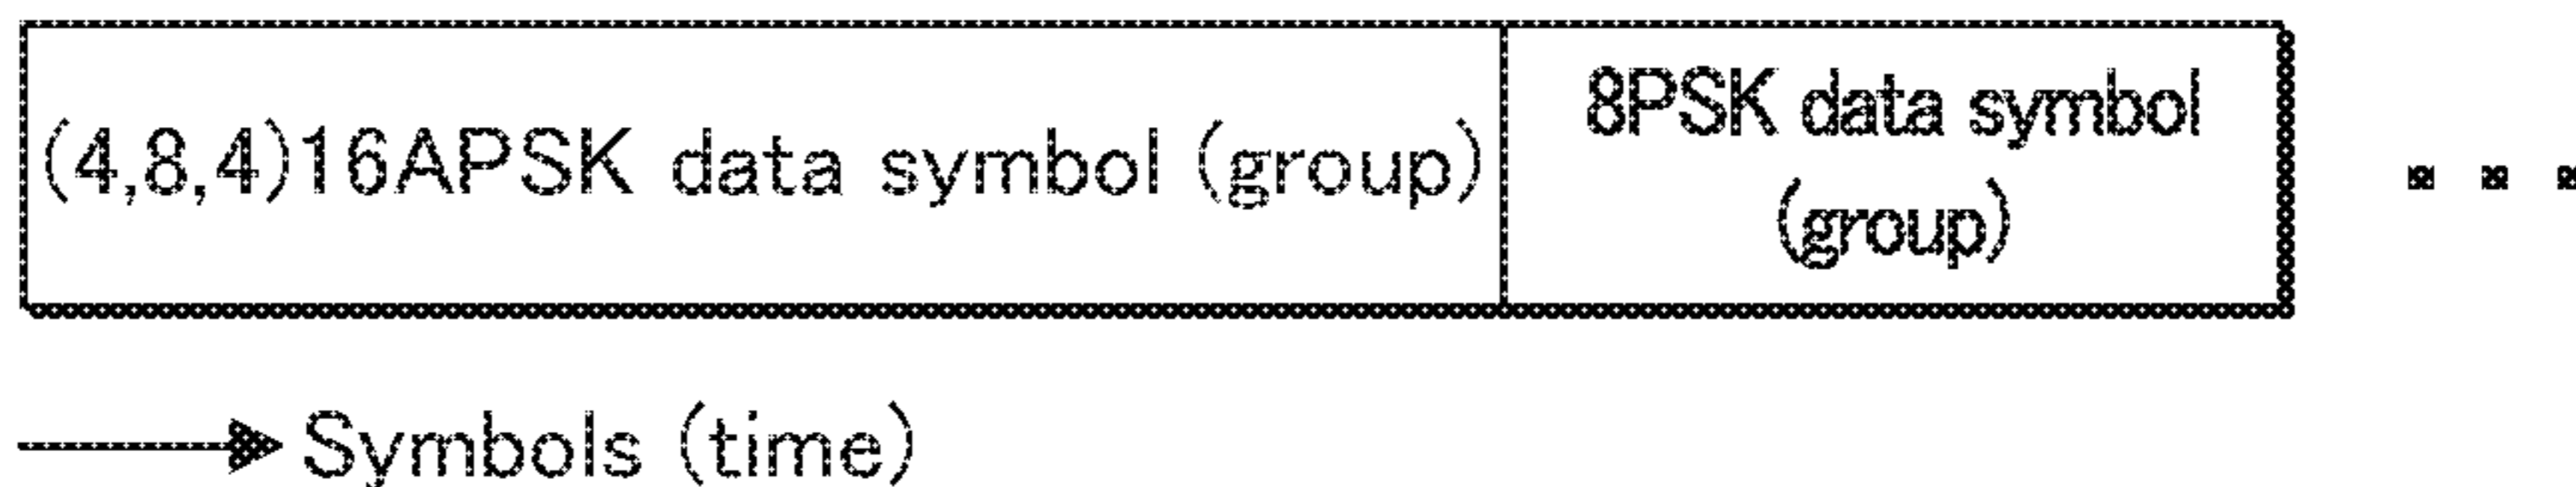 (4,8,4)16APSK data symbol (group)
8PSK data symbol
(group)
Symbols (time)